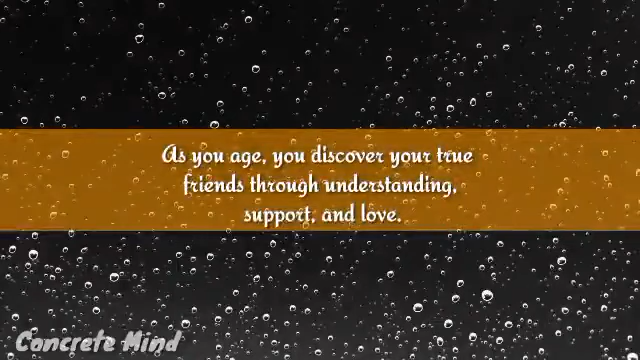 As you age, you discover your true
friends through understanding,
support, and love.
Concrete Mind